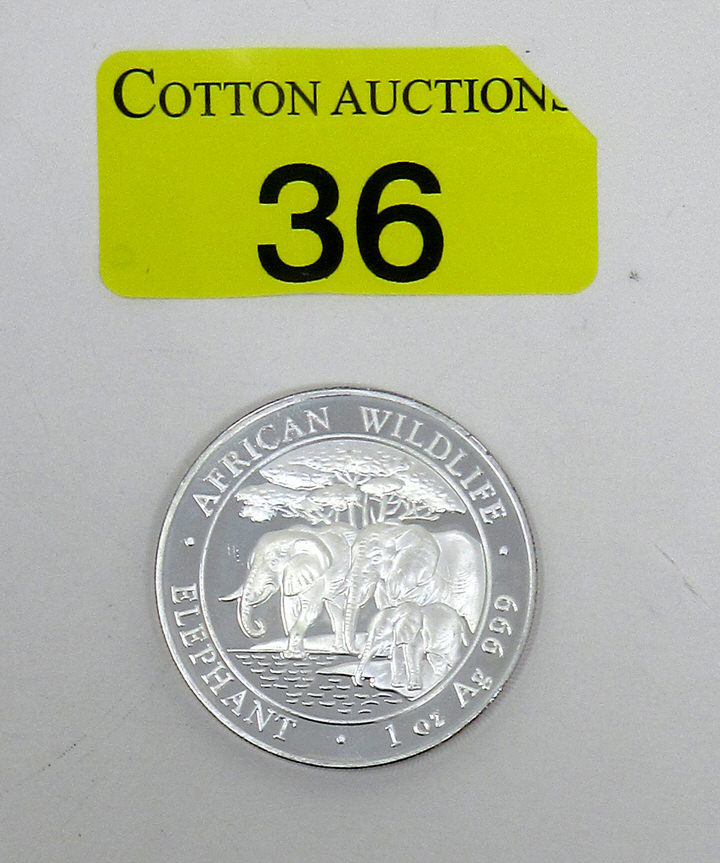 COTTON AUCTIONS
36
AFRICAN WILDLIFE
ELEPHANT · 1 oz Ag 999